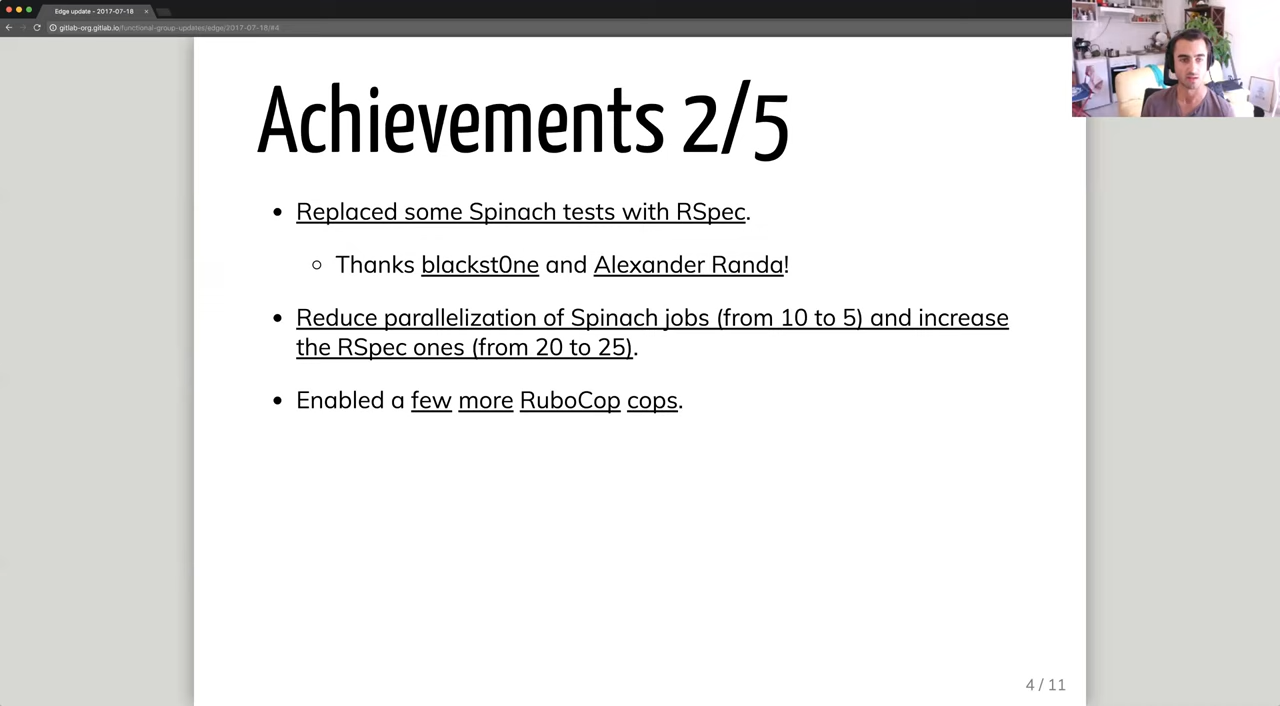 Edge update - 2017-07-18
gitlab-org.gitlab.io/functional-group-updates/edge/2017-07-18/#4
Achievements 2/5
Replaced some Spinach tests with RSpec.
Thanks blackst0ne and Alexander Randa!
Reduce parallelization of Spinach jobs (from 10 to 5) and increase
the RSpec ones (from 20 to 25).
Enabled a few more RuboCop cops.
4 / 11